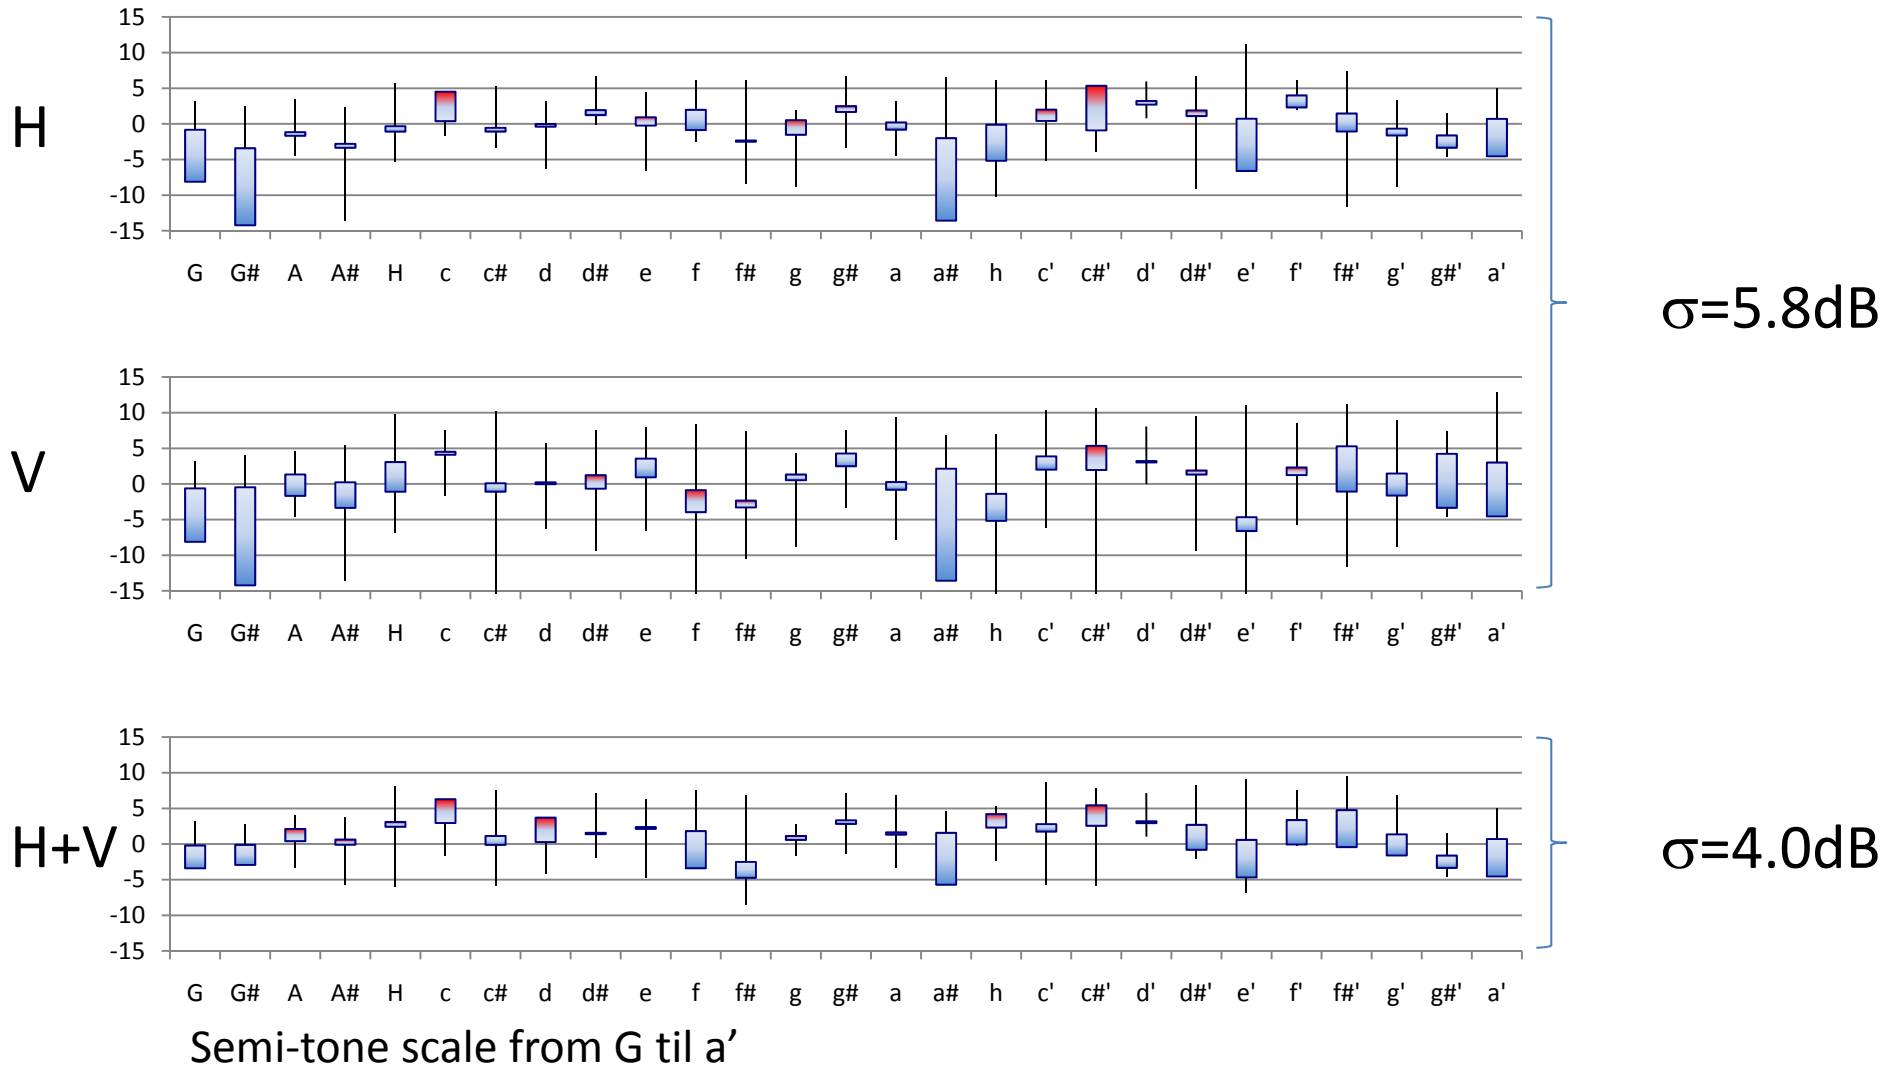 H
15
10
5
0
-5
-10
-15
G G# A A# H c c# d d# e f f# g g# a a# h c' c#' d' d#' e' f' f#' g' g#' a'
σ=5.8dB
V
15
10
5
0
-5
-10
-15
G G# A A# H c c# d d# e f f# g g# a a# h c' c#' d' d#' e' f' f#' g' g#' a'
H+V
15
10
5
0
-5
-10
-15
σ=4.0dB
G G# A A# H c c# d d# e f f# g g# a a# h c' c#' d' d#' e' f' f#' g' g#' a'
Semi-tone scale from G til a’